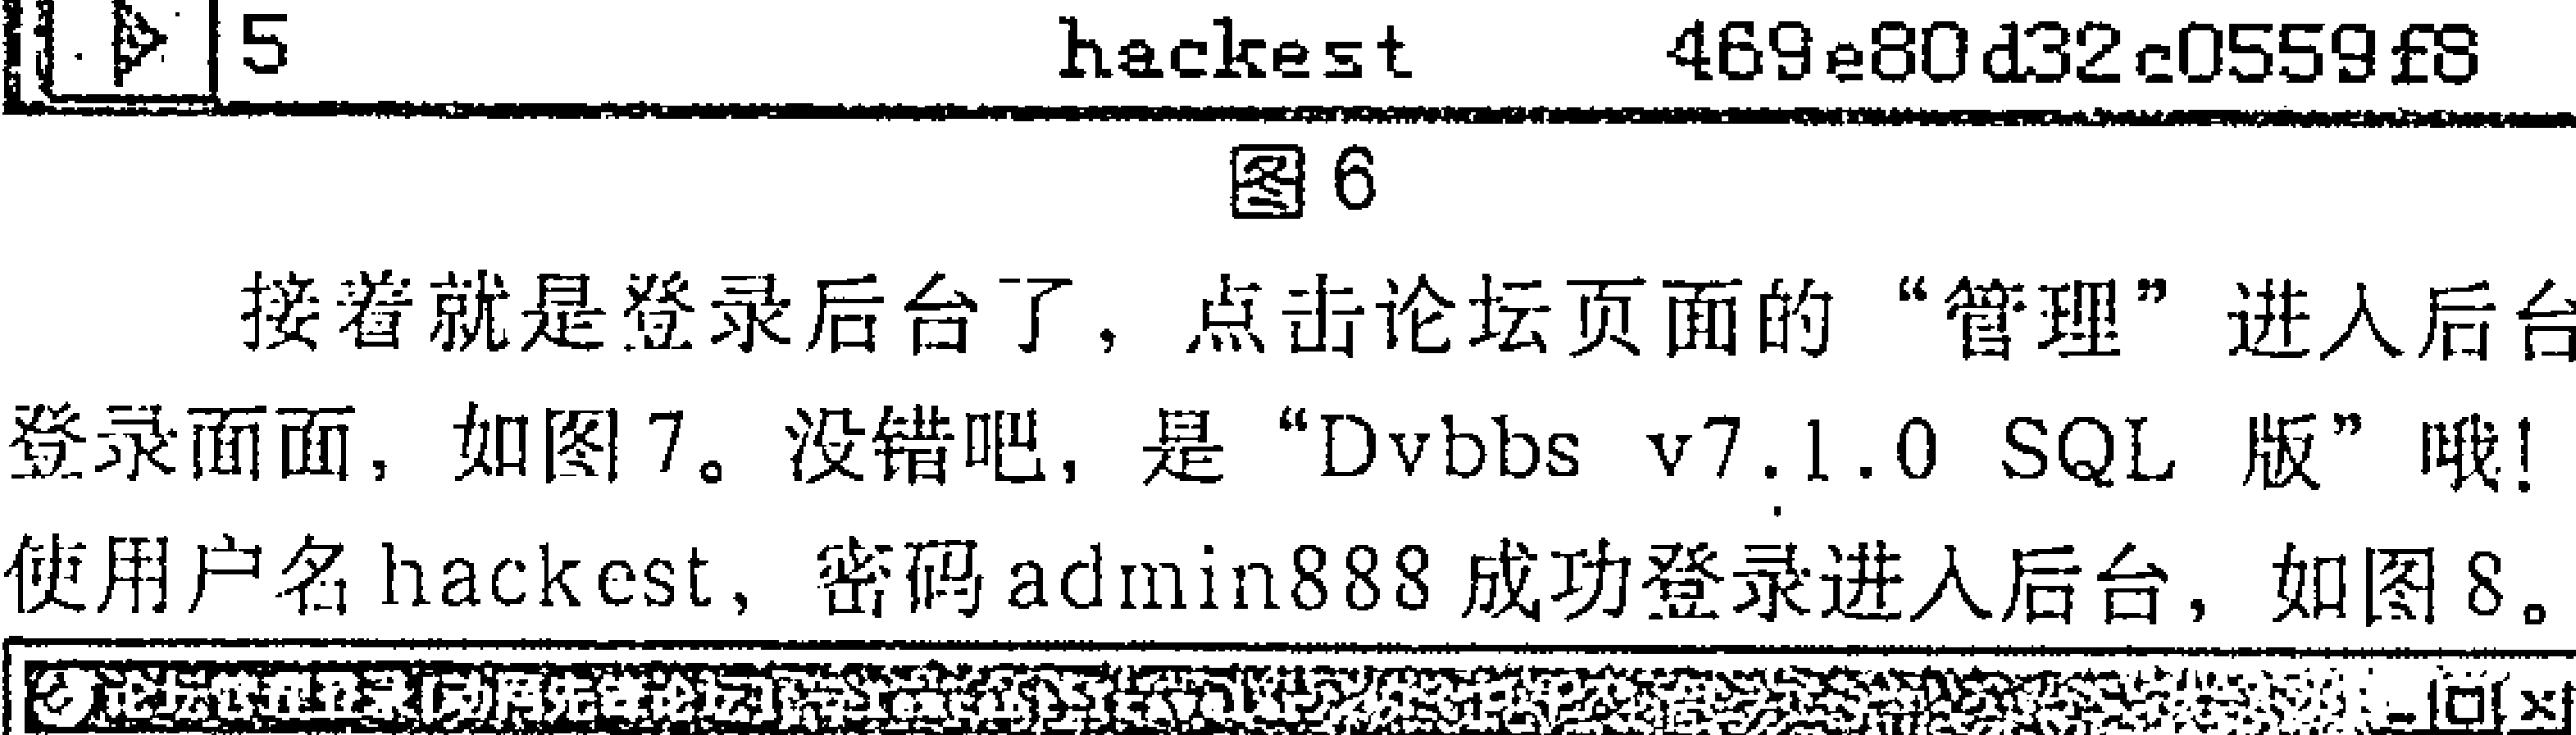 5 hackest 469e80d32c0559f8
图6
接着就是登录后台了，点击论坛页面的“管理”进入后台
登录面面，如图7。没错吧，是“Dvbbs v7.1.0 SQL 版”哦！
使用户名hackest，密码admin888成功登录进入后台，如图8。